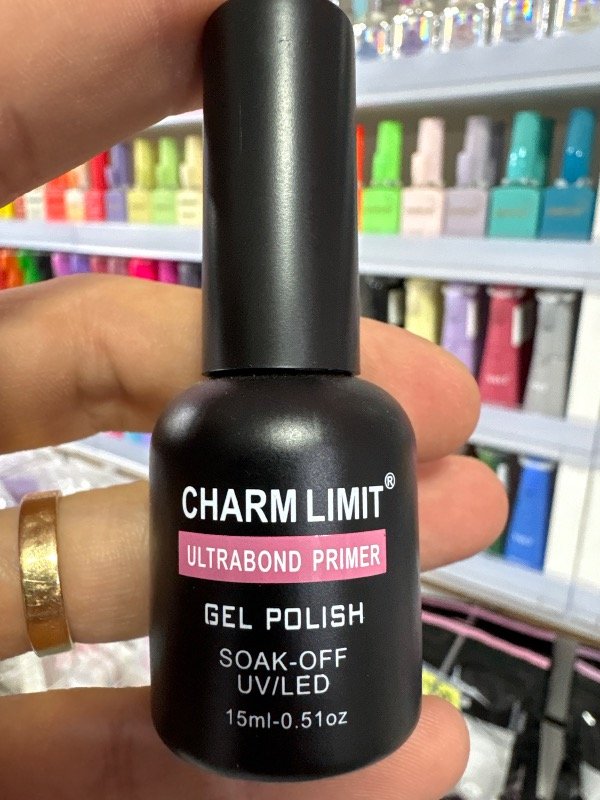 CHARM LIMIT®
ULTRABOND PRIMER
GEL POLISH
SOAK-OFF
UV/LED
15ml-0.51oz